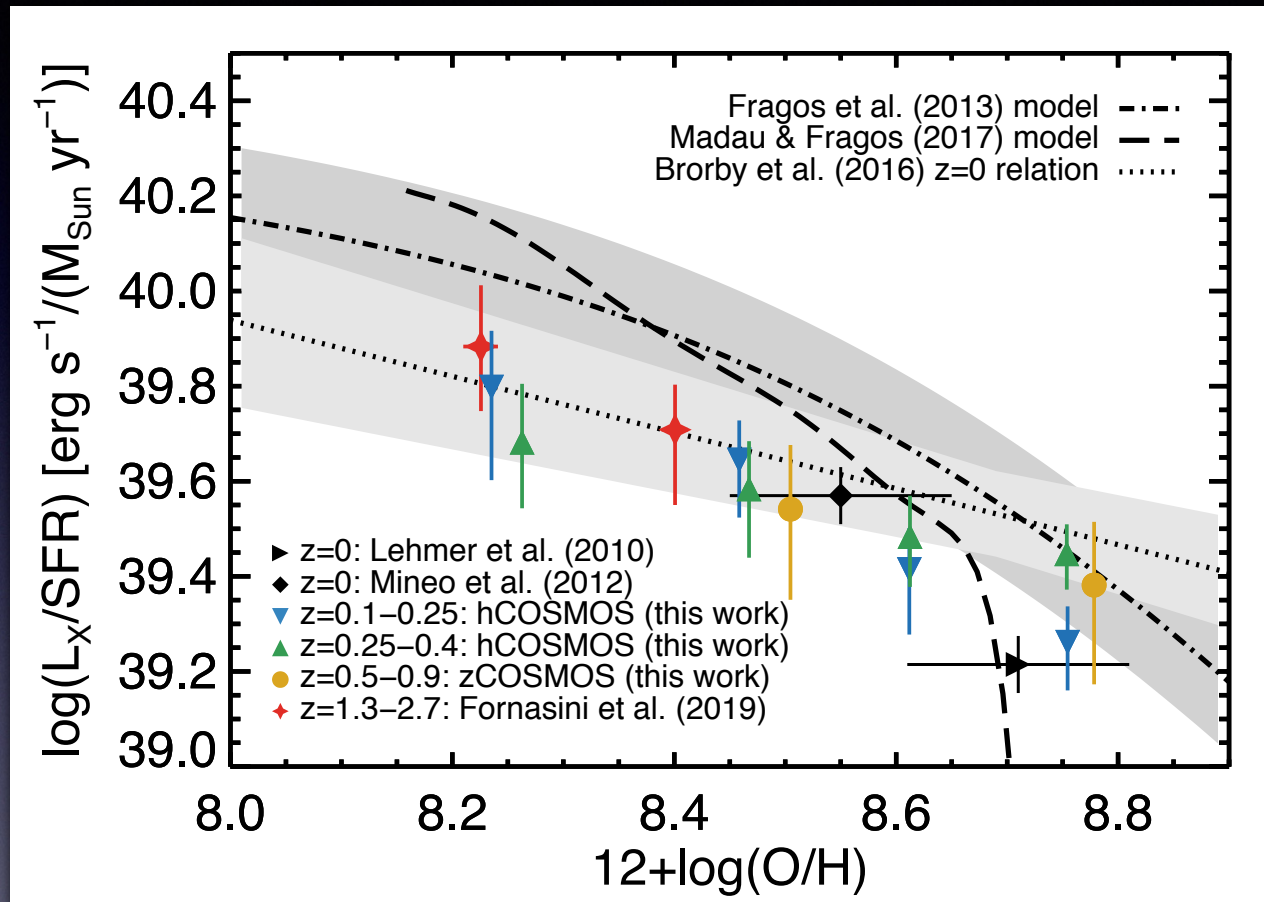 Fragos et al. (2013) model
Madau & Fragos (2017) model
Brorby et al. (2016) z=0 relation
log(L_X/SFR) [erg s⁻¹/(M_Sun yr⁻¹)]
40.4
40.2
40.0
39.8
39.6
39.4
39.2
39.0
z=0: Lehmer et al. (2010)
z=0: Mineo et al. (2012)
z=0.1−0.25: hCOSMOS (this work)
z=0.25−0.4: hCOSMOS (this work)
z=0.5−0.9: zCOSMOS (this work)
z=1.3−2.7: Fornasini et al. (2019)
8.0 8.2 8.4 8.6 8.8
12+log(O/H)